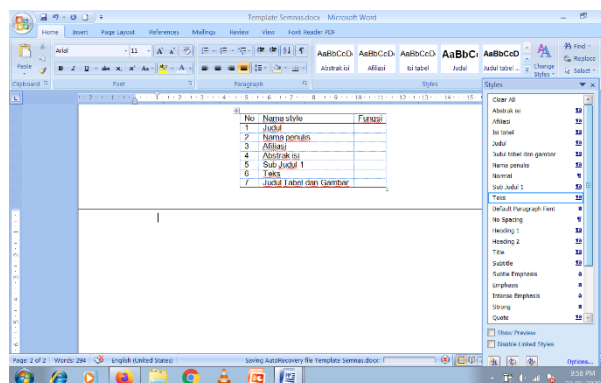 Template Semnas.docx - Microsoft Word
Home Insert Page Layout References Mailings Review View Foxit Reader PDF
Paste
Clipboard
Arial 11
Font
Paragraph
AaBbCcD AaBbCcD AaBbCcD AaBbC AaBbCcD
Abstrak isi Afiliasi Isi tabel Judul Judul tabel ...
Change Styles
Styles
Find
Replace
Select
No Nama style Fungsi
1 Judul
2 Nama penulis
3 Afiliasi
4 Abstrak isi
5 Sub Judul 1
6 Teks
7 Judul Tabel dan Gambar
Styles
Clear All
Abstrak isi
Afiliasi
Isi tabel
Judul
Judul tabel dan gambar
Nama penulis
Normal
Sub Judul 1
Teks
Default Paragraph Font
No Spacing
Heading 1
Heading 2
Title
Subtitle
Subtle Emphasis
Emphasis
Intense Emphasis
Strong
Quote
Show Preview
Disable Linked Styles
Options...
Page: 2 of 2 Words: 294 English (United States) Saving AutoRecovery file Template Semnas.docx:
9:58 PM